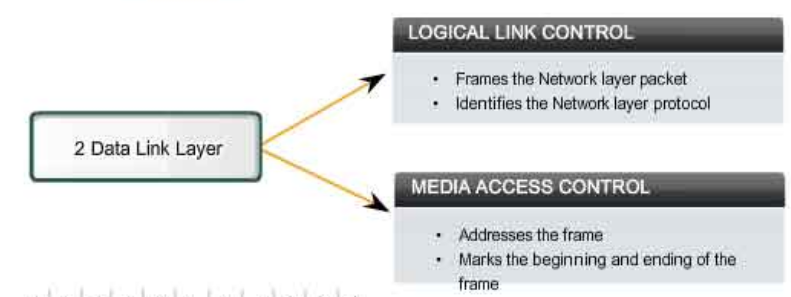 LOGICAL LINK CONTROL
• Frames the Network layer packet
• Identifies the Network layer protocol
2 Data Link Layer
MEDIA ACCESS CONTROL
• Addresses the frame
• Marks the beginning and ending of the
frame